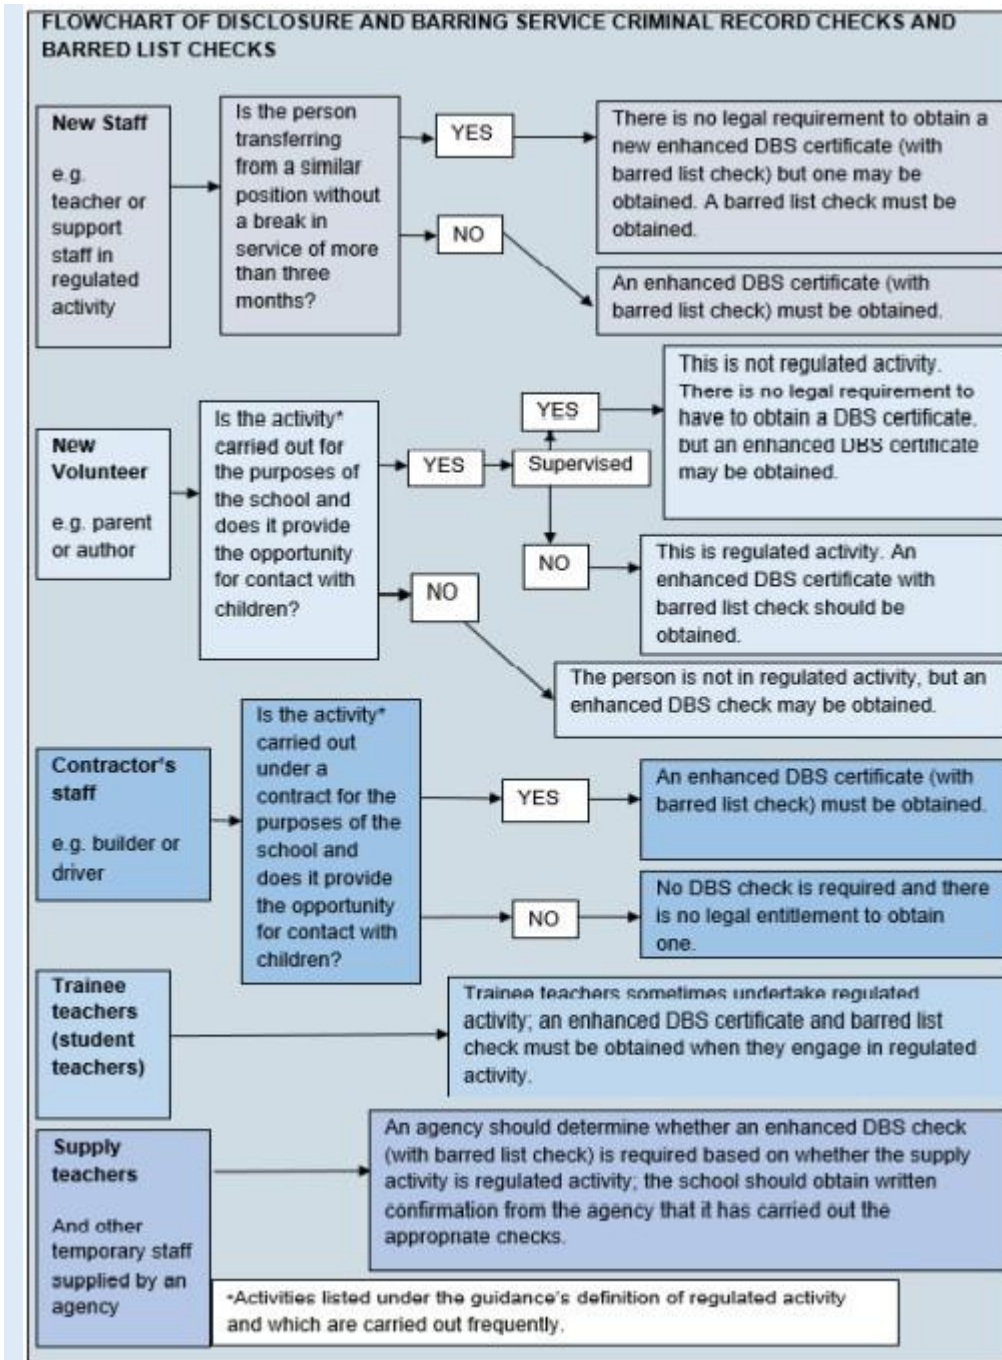 FLOWCHART OF DISCLOSURE AND BARRING SERVICE CRIMINAL RECORD CHECKS AND
BARRED LIST CHECKS
New Staff
e.g.
teacher or
support
staff in
regulated
activity
Is the person
transferring
from a similar
position without
a break in
service of more
than three
months?
YES
There is no legal requirement to obtain a
new enhanced DBS certificate (with
barred list check) but one may be
obtained. A barred list check must be
obtained.
NO
An enhanced DBS certificate (with
barred list check) must be obtained.
New
Volunteer
e.g. parent
or author
Is the activity*
carried out for
the purposes of
the school and
does it provide
the opportunity
for contact with
children?
YES
Supervised
YES
This is not regulated activity.
There is no legal requirement to
have to obtain a DBS certificate,
but an enhanced DBS certificate
may be obtained.
NO
This is regulated activity. An
enhanced DBS certificate with
barred list check should be
obtained.
NO
The person is not in regulated activity, but an
enhanced DBS check may be obtained.
Contractor's
staff
e.g. builder or
driver
Is the activity*
carried out
under a
contract for the
purposes of the
school and
does it provide
the opportunity
for contact with
children?
YES
An enhanced DBS certificate (with
barred list check) must be obtained.
NO
No DBS check is required and there
is no legal entitlement to obtain
one.
Trainee
teachers
(student
teachers)
Trainee teachers sometimes undertake regulated
activity; an enhanced DBS certificate and barred list
check must be obtained when they engage in regulated
activity.
Supply
teachers
And other
temporary staff
supplied by an
agency
An agency should determine whether an enhanced DBS check
(with barred list check) is required based on whether the supply
activity is regulated activity; the school should obtain written
confirmation from the agency that it has carried out the
appropriate checks.
*Activities listed under the guidance's definition of regulated activity
and which are carried out frequently.